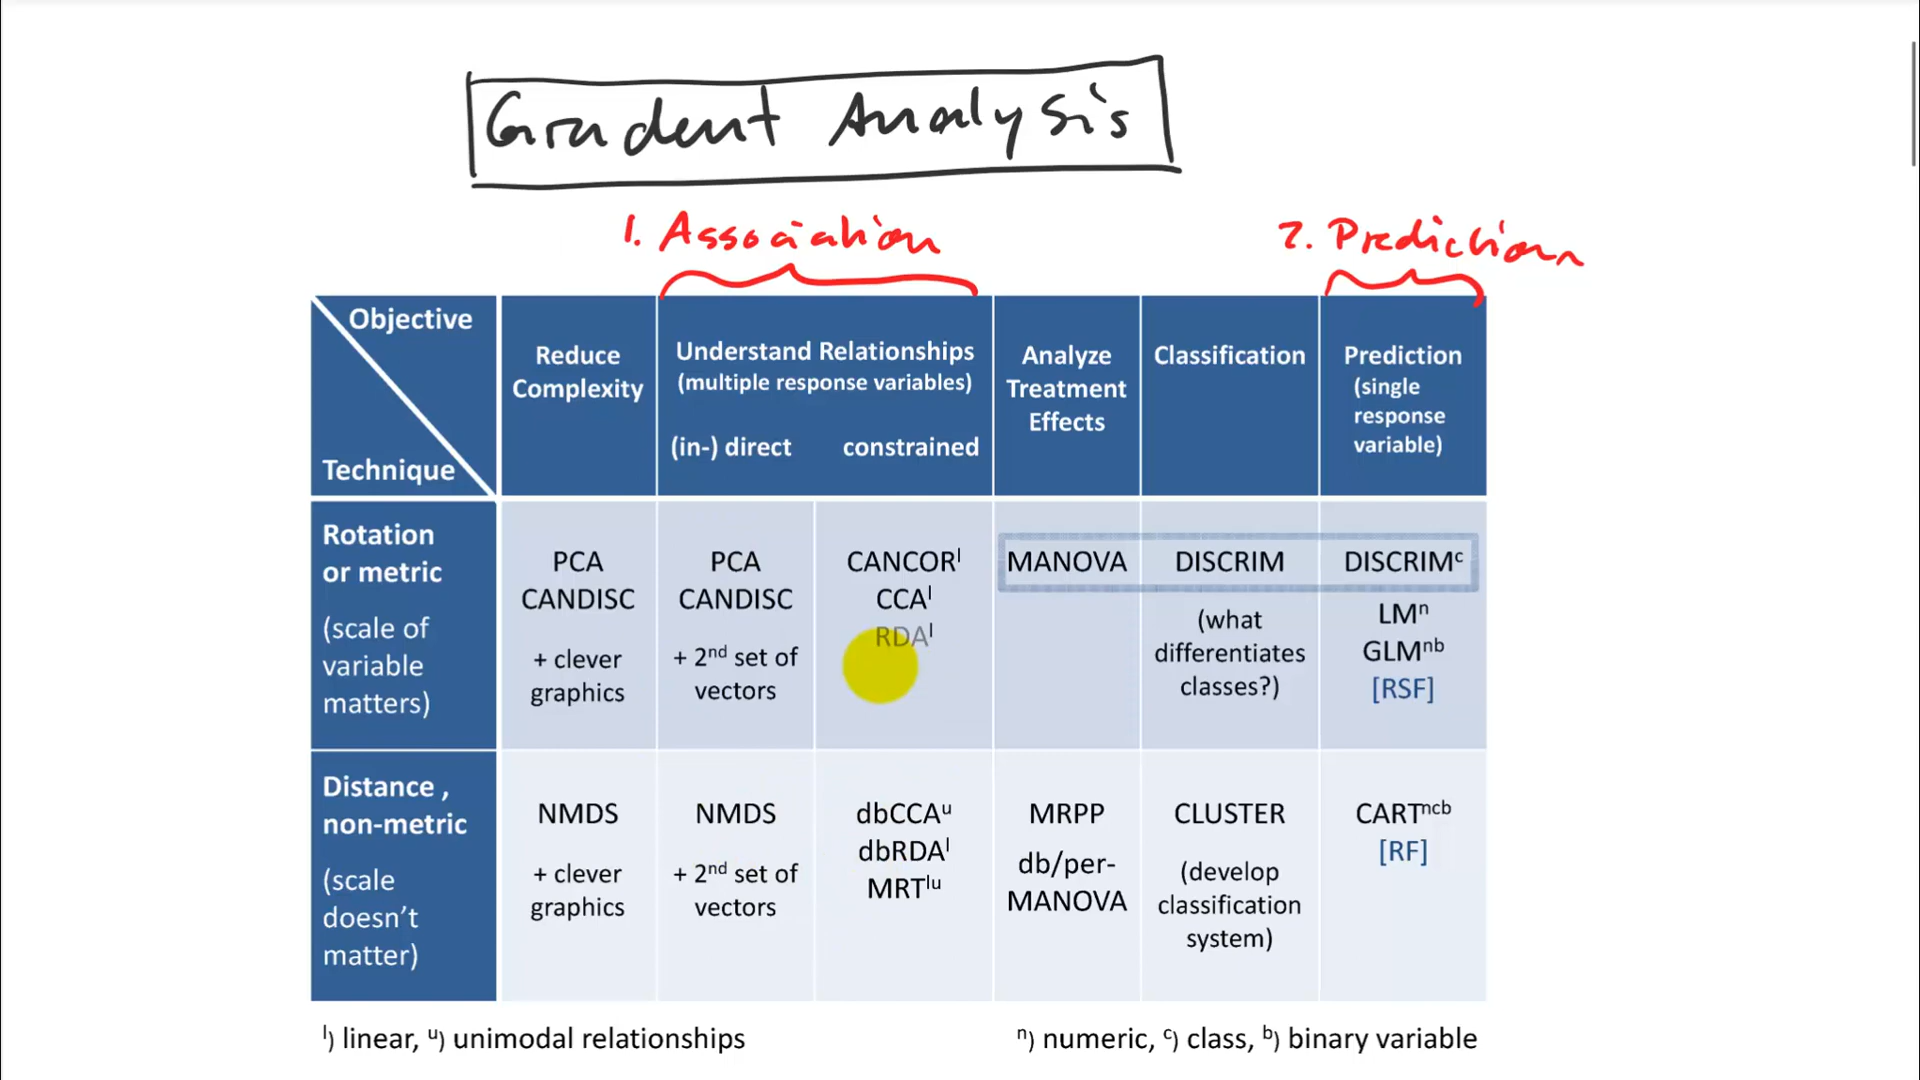 Gradent Analysis
1. Association
2. Prediction
Objective
Technique
Reduce
Complexity
Understand Relationships
(multiple response variables)
(in-) direct constrained
Analyze
Treatment
Effects
Classification
Prediction
(single
response
variable)
Rotation
or metric
(scale of
variable
matters)
PCA
CANDISC
+ clever
graphics
PCA
CANDISC
+ 2nd set of
vectors
CANCORˡ
CCAˡ
RDAˡ
MANOVA
DISCRIM
(what
differentiates
classes?)
DISCRIMᶜ
LMⁿ
GLMⁿᵇ
[RSF]
Distance ,
non-metric
(scale
doesn’t
matter)
NMDS
+ clever
graphics
NMDS
+ 2nd set of
vectors
dbCCAᵘ
dbRDAˡ
MRTˡᵘ
MRPP
db/per-
MANOVA
CLUSTER
(develop
classification
system)
CARTⁿᶜᵇ
[RF]
ˡ) linear, ᵘ) unimodal relationships
ⁿ) numeric, ᶜ) class, ᵇ) binary variable